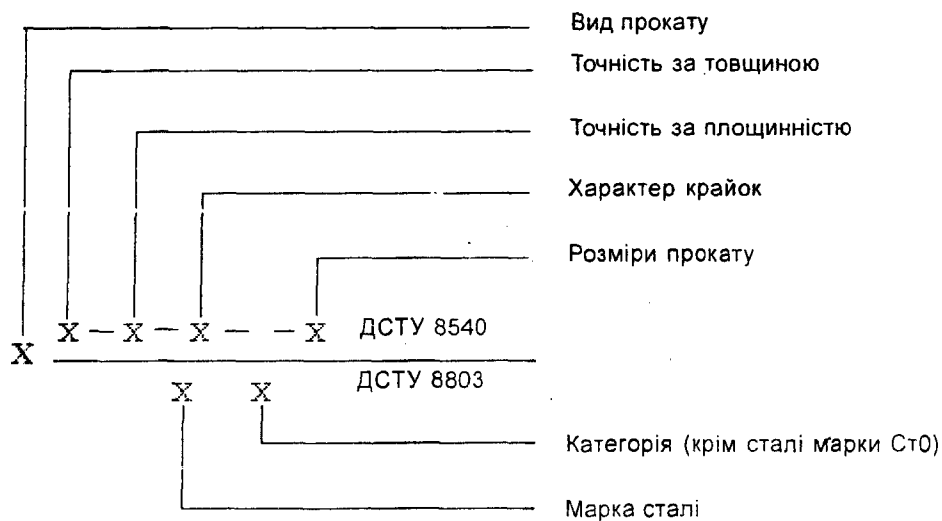 Вид прокату
Точність за товщиною
Точність за площинністю
Характер крайок
Розміри прокату
Х — Х — Х — - Х ДСТУ 8540
Х
ДСТУ 8803
Х Х
Категорія (крім сталі марки Ст0)
Марка сталі